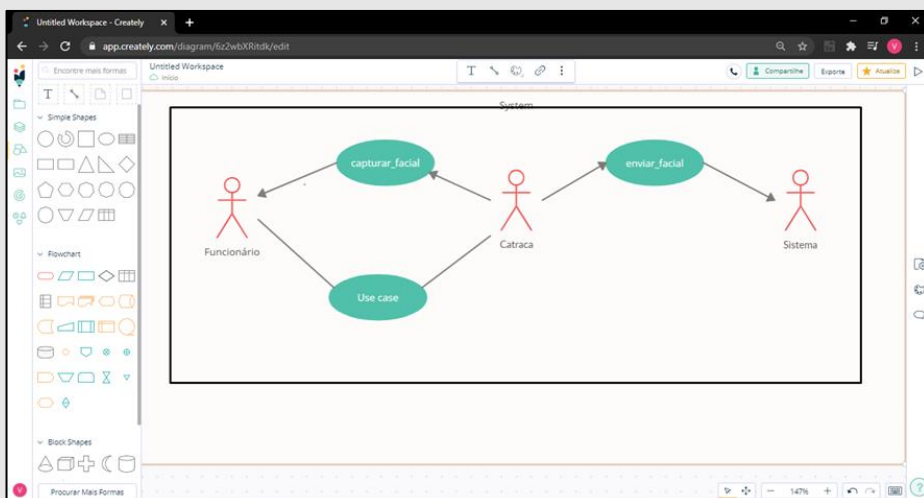 Untitled Workspace - Creately
app.creately.com/diagram/6z2wbXRitdk/edit
V
Encontre mais formas
Untitled Workspace
Início
T
Compartilhe
Exporte
Atualize
T
Simple Shapes
Flowchart
Block Shapes
Procurar Mais Formas
System
capturar_facial
enviar_facial
Funcionário
Catraca
Sistema
Use case
147%
V